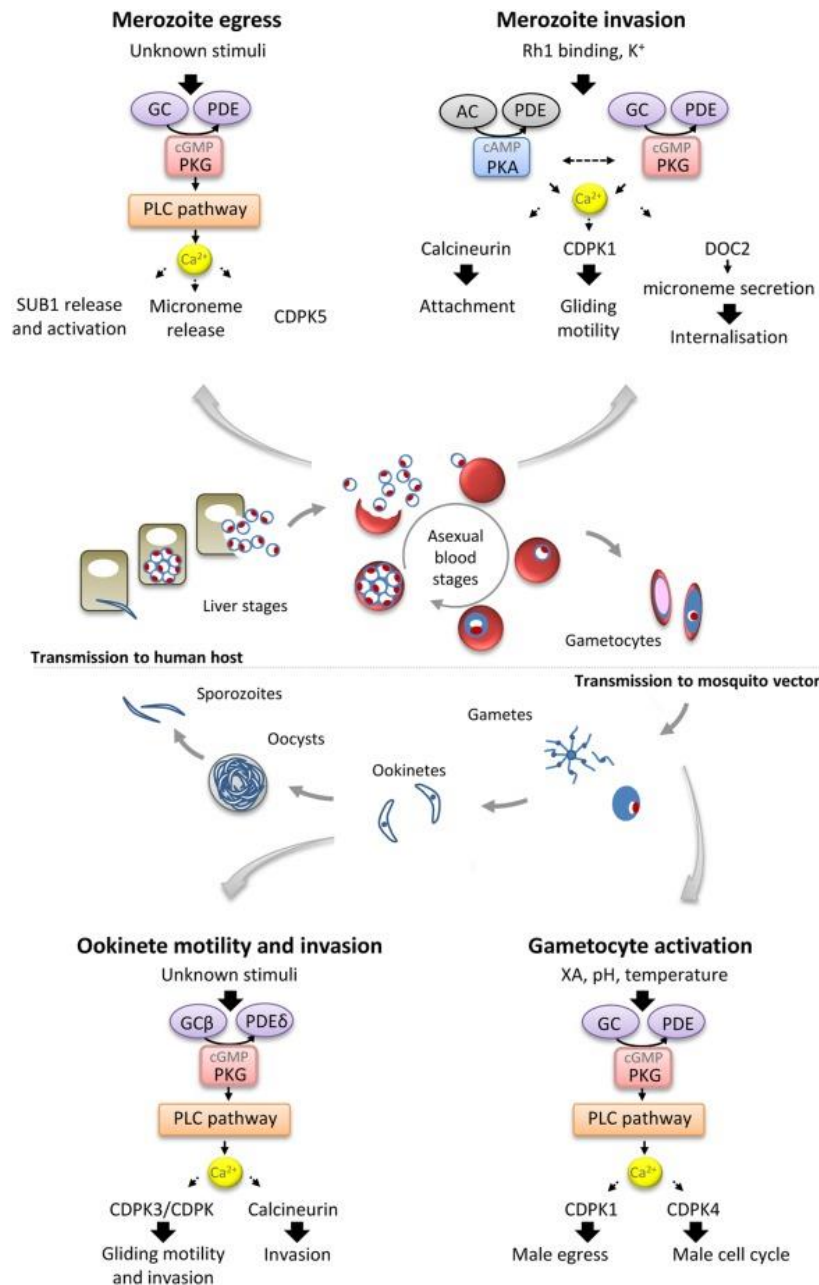 Merozoite egress
Unknown stimuli
GC
PDE
cGMP
PKG
PLC pathway
Ca²⁺
SUB1 release
and activation
Microneme
release
CDPK5
Merozoite invasion
Rh1 binding, K⁺
AC
PDE
cAMP
PKA
GC
PDE
cGMP
PKG
Ca²⁺
Calcineurin
Attachment
CDPK1
Gliding
motility
DOC2
microneme secretion
Internalisation
Liver stages
Asexual
blood
stages
Gametocytes
Transmission to human host
Transmission to mosquito vector
Sporozoites
Oocysts
Ookinetes
Gametes
Ookinete motility and invasion
Unknown stimuli
GCβ
PDEδ
cGMP
PKG
PLC pathway
Ca²⁺
CDPK3/CDPK
Gliding motility
and invasion
Calcineurin
Invasion
Gametocyte activation
XA, pH, temperature
GC
PDE
cGMP
PKG
PLC pathway
Ca²⁺
CDPK1
Male egress
CDPK4
Male cell cycle